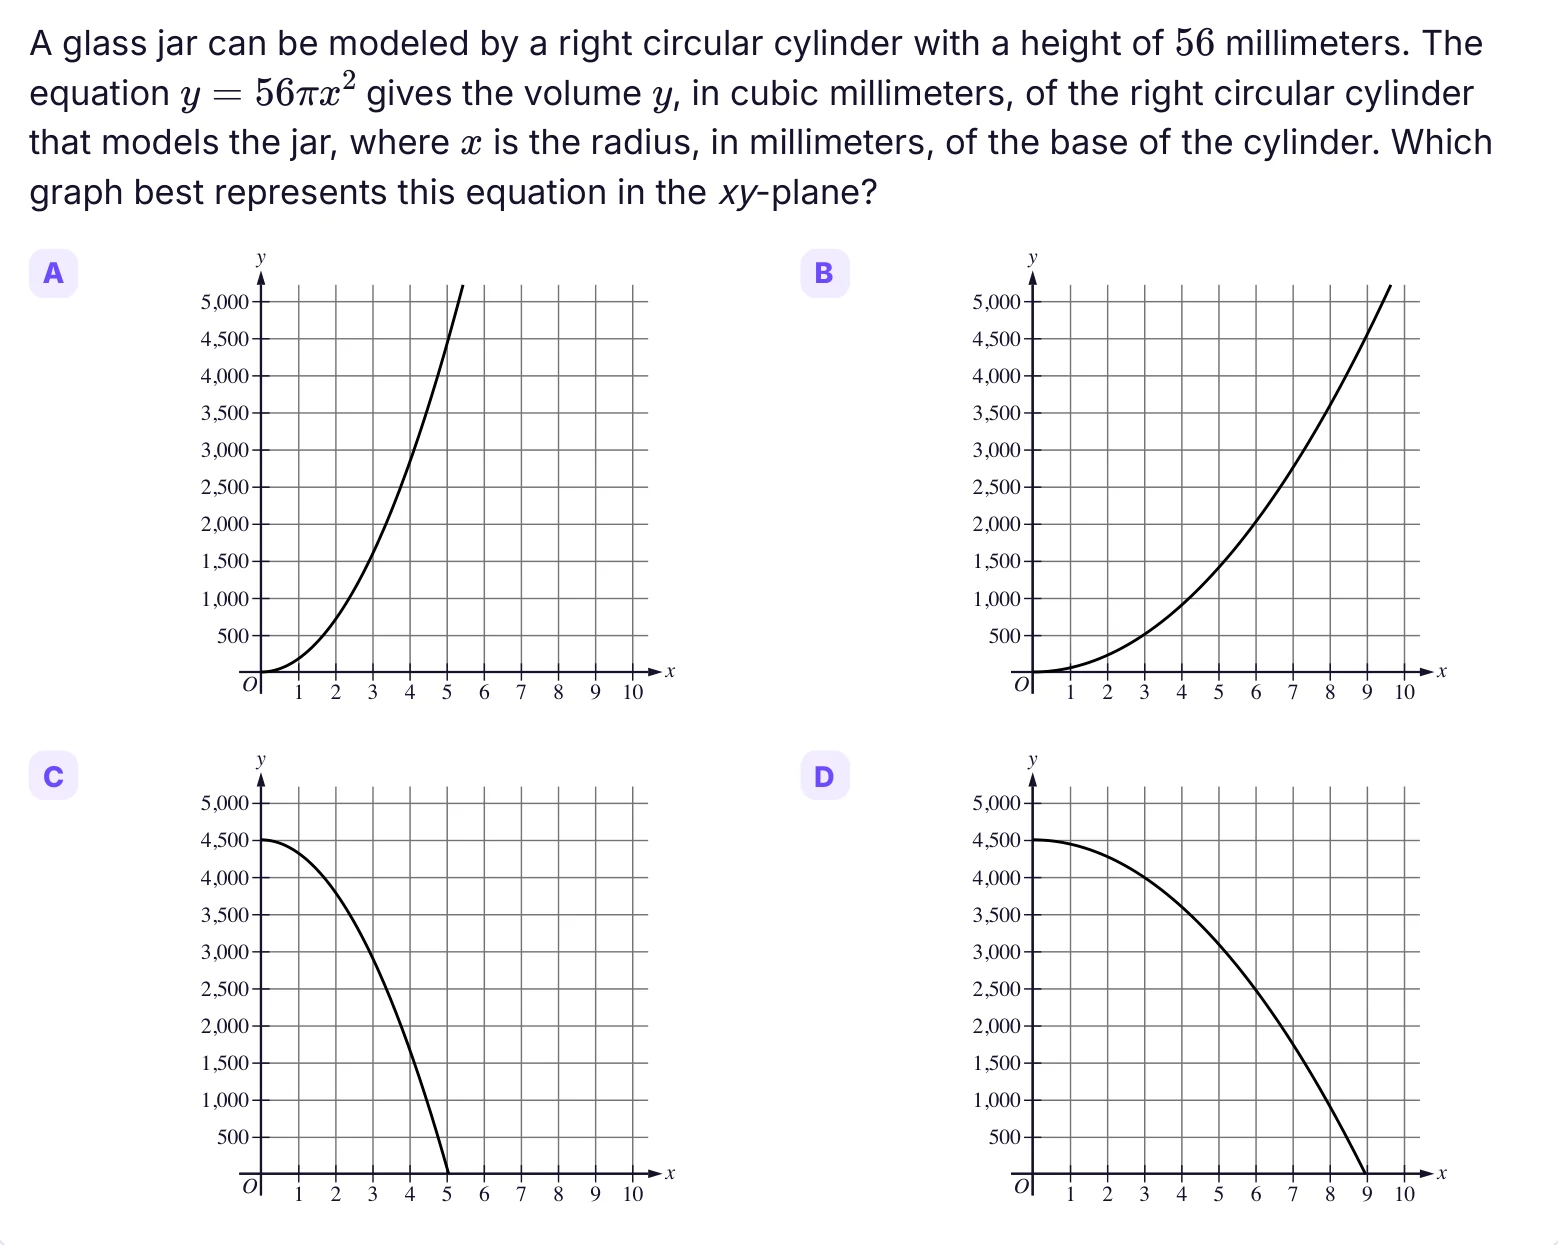 A glass jar can be modeled by a right circular cylinder with a height of 56 millimeters. The
equation y = 56πx² gives the volume y, in cubic millimeters, of the right circular cylinder
that models the jar, where x is the radius, in millimeters, of the base of the cylinder. Which
graph best represents this equation in the xy-plane?
A
y
5,000
4,500
4,000
3,500
3,000
2,500
2,000
1,500
1,000
500
O
1 2 3 4 5 6 7 8 9 10
x
B
y
5,000
4,500
4,000
3,500
3,000
2,500
2,000
1,500
1,000
500
O
1 2 3 4 5 6 7 8 9 10
x
C
y
5,000
4,500
4,000
3,500
3,000
2,500
2,000
1,500
1,000
500
O
1 2 3 4 5 6 7 8 9 10
x
D
y
5,000
4,500
4,000
3,500
3,000
2,500
2,000
1,500
1,000
500
O
1 2 3 4 5 6 7 8 9 10
x